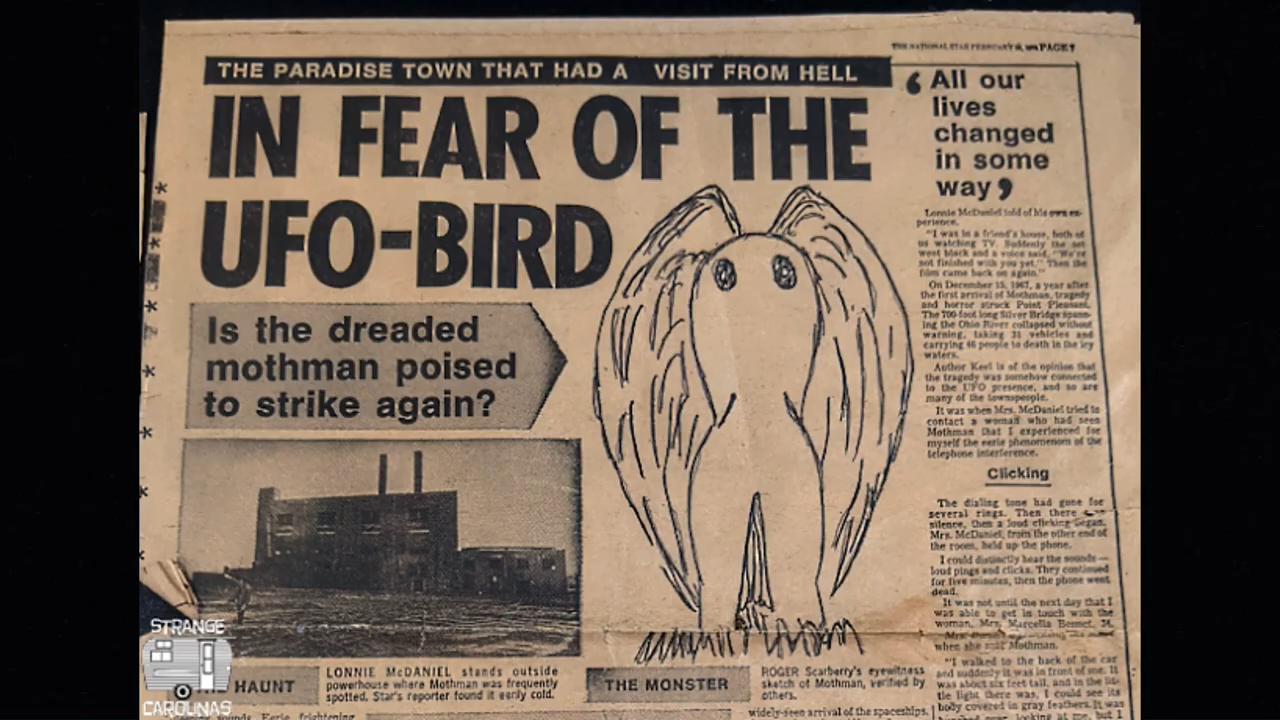 THE NATIONAL STAR FEBRUARY PAGE 7
THE PARADISE TOWN THAT HAD A VISIT FROM HELL
IN FEAR OF THE
UFO-BIRD
Is the dreaded
mothman poised
to strike again?
LONNIE McDANIEL stands outside
powerhouse where Mothman was frequently
spotted. Star's reporter found it eerily cold.
HAUNT
THE MONSTER
ROGER Scarberry's eyewitness
sketch of Mothman, verified by
others.
widely-seen arrival of the spaceships.
‘All our
lives
changed
in some
way’
Lonnie McDaniel told of his own ex-
perience.
"I was in a friend's house, both of
us watching TV. Suddenly the set
went black and a voice said, "We're
not finished with you yet." Then the
film came back on again."
On December 15, 1967, a year after
the first arrival of Mothman, tragedy
and horror struck Point Pleasant.
The 700-foot long Silver Bridge spann-
ing the Ohio River collapsed without
warning, taking 31 vehicles and
carrying 46 people to death in the icy
waters.
Author Keel is of the opinion that
the tragedy was somehow connected
to the UFO presence, and so are
many of the townspeople.
It was when Mrs. McDaniel tried to
contact a woman who had seen
Mothman that I experienced for
myself the eerie phenomenon of the
telephone interference.
Clicking
The dialing tone had gone for
several rings. Then there
silence, then a loud clicking began.
Mrs. McDaniel, from the other end of
the room, held up the phone.
I could distinctly hear the sounds —
loud pings and clicks. They continued
for five minutes, then the phone went
dead.
It was not until the next day that I
was able to get in touch with the
woman, Mrs. Marcella Bennet, 34.
when she met Mothman.
"I walked to the back of the car
and suddenly it was in front of me. It
was about six feet tall, and in the lit-
tle light there was, I could see its
body covered in gray feathers. It was
STRANGE
CAROLINAS